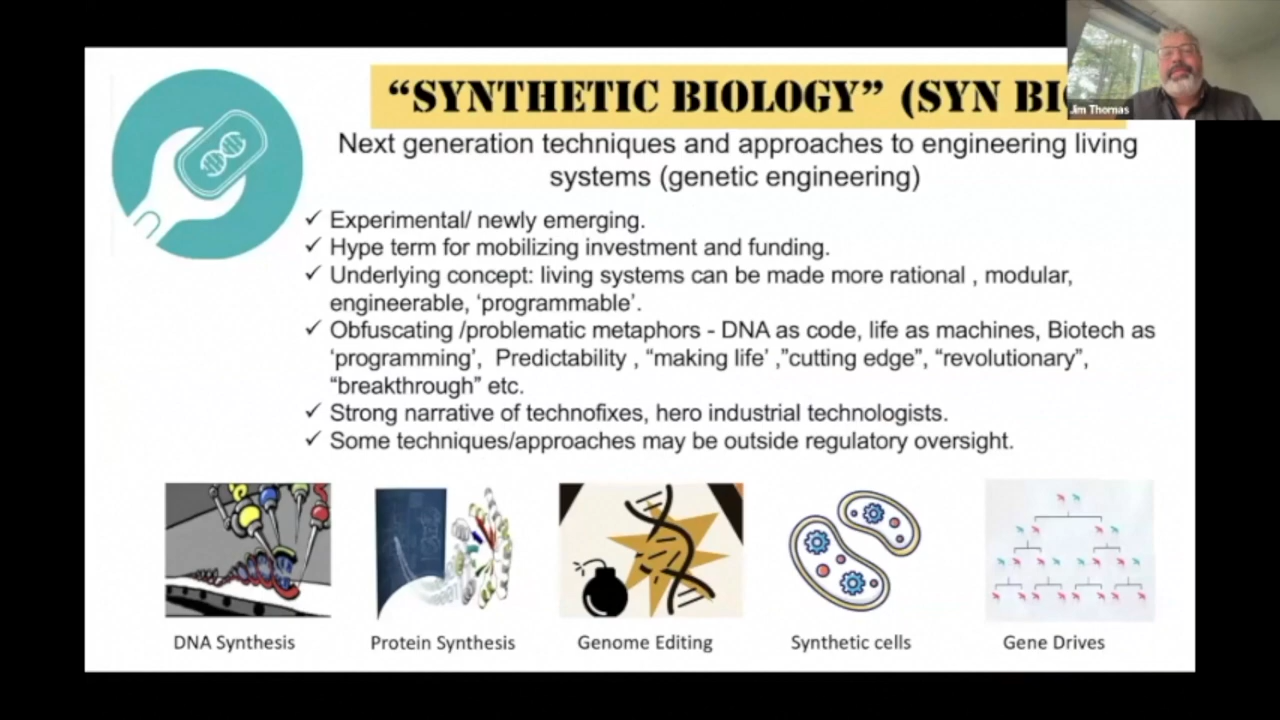 “SYNTHETIC BIOLOGY” (SYN BI
Jim Thomas
Next generation techniques and approaches to engineering living
systems (genetic engineering)
✓ Experimental/ newly emerging.
✓ Hype term for mobilizing investment and funding.
✓ Underlying concept: living systems can be made more rational , modular,
engineerable, ‘programmable’.
✓ Obfuscating /problematic metaphors - DNA as code, life as machines, Biotech as
‘programming’, Predictability , “making life’ ,”cutting edge”, “revolutionary”,
“breakthrough” etc.
✓ Strong narrative of technofixes, hero industrial technologists.
✓ Some techniques/approaches may be outside regulatory oversight.
DNA Synthesis
Protein Synthesis
Genome Editing
Synthetic cells
Gene Drives